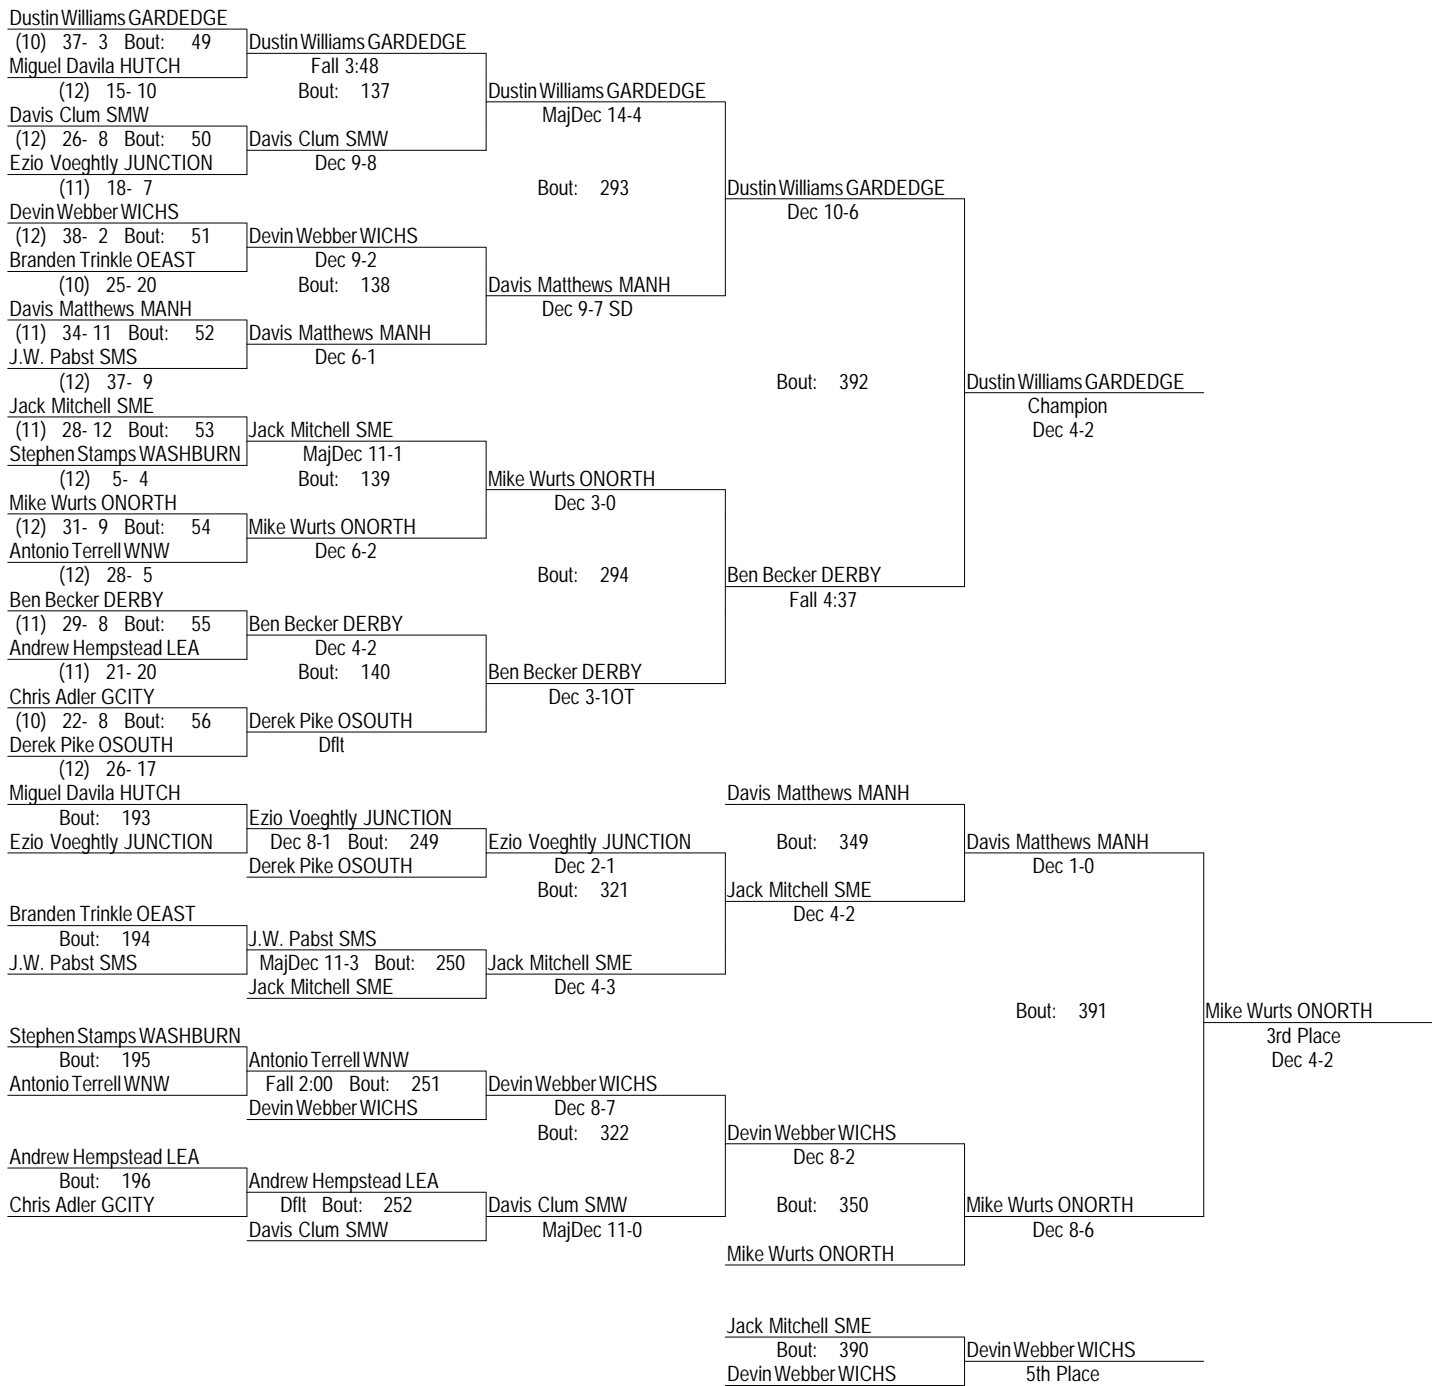 Dustin Williams GARDEDGE
(10) 37- 3 Bout: 49
Miguel Davila HUTCH
(12) 15- 10
Davis Clum SMW
(12) 26- 8 Bout: 50
Ezio Voeghtly JUNCTION
(11) 18- 7
Devin Webber WICHS
(12) 38- 2 Bout: 51
Branden Trinkle OEAST
(10) 25- 20
Davis Matthews MANH
(11) 34- 11 Bout: 52
J.W. Pabst SMS
(12) 37- 9
Jack Mitchell SME
(11) 28- 12 Bout: 53
Stephen Stamps WASHBURN
(12) 5- 4
Mike Wurts ONORTH
(12) 31- 9 Bout: 54
Antonio Terrell WNW
(12) 28- 5
Ben Becker DERBY
(11) 29- 8 Bout: 55
Andrew Hempstead LEA
(11) 21- 20
Chris Adler GCITY
(10) 22- 8 Bout: 56
Derek Pike OSOUTH
(12) 26- 17
Dustin Williams GARDEDGE
Fall 3:48
Bout: 137
Davis Clum SMW
Dec 9-8
Devin Webber WICHS
Dec 9-2
Bout: 138
Davis Matthews MANH
Dec 6-1
Jack Mitchell SME
MajDec 11-1
Bout: 139
Mike Wurts ONORTH
Dec 6-2
Ben Becker DERBY
Dec 4-2
Bout: 140
Derek Pike OSOUTH
Dflt
Dustin Williams GARDEDGE
MajDec 14-4
Bout: 293
Davis Matthews MANH
Dec 9-7 SD
Mike Wurts ONORTH
Dec 3-0
Bout: 294
Ben Becker DERBY
Dec 3-1OT
Dustin Williams GARDEDGE
Dec 10-6
Bout: 392
Ben Becker DERBY
Fall 4:37
Dustin Williams GARDEDGE
Champion
Dec 4-2
Miguel Davila HUTCH
Bout: 193
Ezio Voeghtly JUNCTION
Branden Trinkle OEAST
Bout: 194
J.W. Pabst SMS
Stephen Stamps WASHBURN
Bout: 195
Antonio Terrell WNW
Andrew Hempstead LEA
Bout: 196
Chris Adler GCITY
Ezio Voeghtly JUNCTION
Dec 8-1 Bout: 249
Derek Pike OSOUTH
J.W. Pabst SMS
MajDec 11-3 Bout: 250
Jack Mitchell SME
Antonio Terrell WNW
Fall 2:00 Bout: 251
Devin Webber WICHS
Andrew Hempstead LEA
Dflt Bout: 252
Davis Clum SMW
Ezio Voeghtly JUNCTION
Dec 2-1
Bout: 321
Jack Mitchell SME
Dec 4-3
Devin Webber WICHS
Dec 8-7
Bout: 322
Davis Clum SMW
MajDec 11-0
Davis Matthews MANH
Bout: 349
Jack Mitchell SME
Dec 4-2
Devin Webber WICHS
Dec 8-2
Bout: 350
Mike Wurts ONORTH
Davis Matthews MANH
Dec 1-0
Bout: 391
Mike Wurts ONORTH
Dec 8-6
Mike Wurts ONORTH
3rd Place
Dec 4-2
Jack Mitchell SME
Bout: 390
Devin Webber WICHS
Devin Webber WICHS
5th Place